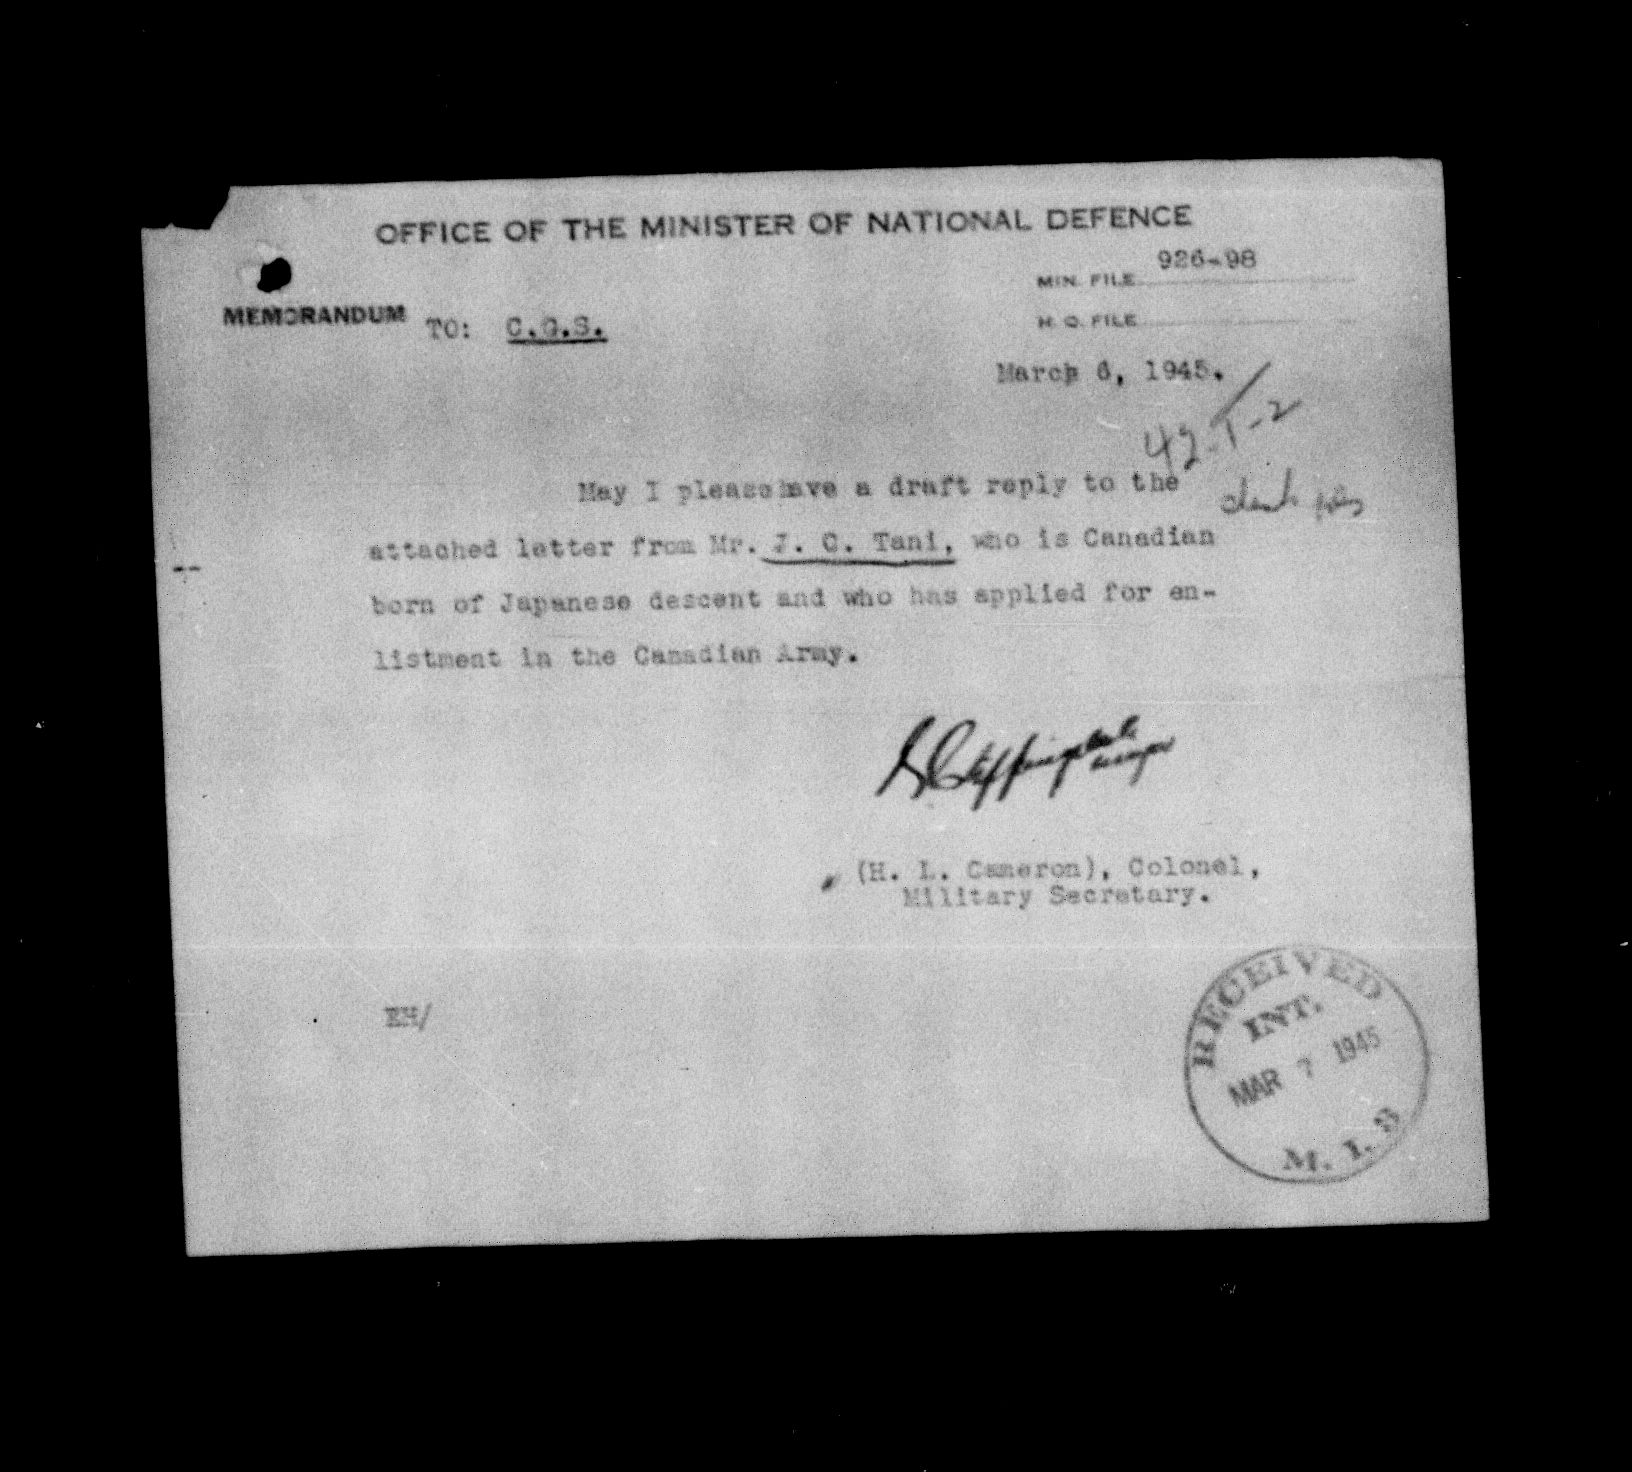 OFFICE OF THE MINISTER OF NATIONAL DEFENCE
MIN. FILE 926-98
H. Q. FILE
MEMORANDUM TO: C.G.S.
March 6, 1945.
42-T-2
May I please have a draft reply to the
attached letter from Mr. J. C. Tani, who is Canadian
born of Japanese descent and who has applied for en-
listment in the Canadian Army.
(H. L. Cameron), Colonel,
Military Secretary.
EH/
RECEIVED
INT.
MAR 7 1945
M. I. 3